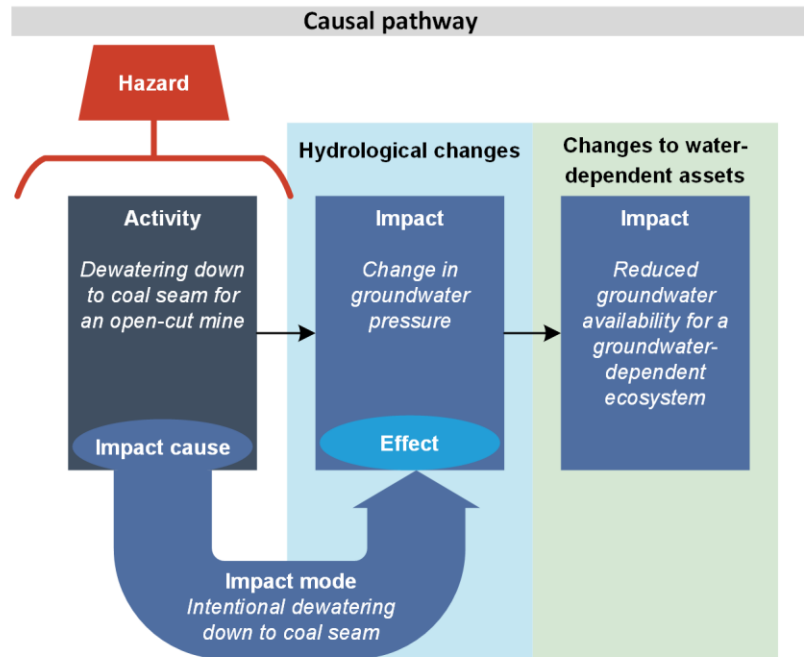 Causal pathway
Hazard
Hydrological changes
Changes to water-
dependent assets
Activity
Dewatering down
to coal seam for
an open-cut mine
Impact cause
Impact
Change in
groundwater
pressure
Effect
Impact
Reduced
groundwater
availability for a
groundwater-
dependent
ecosystem
Impact mode
Intentional dewatering
down to coal seam